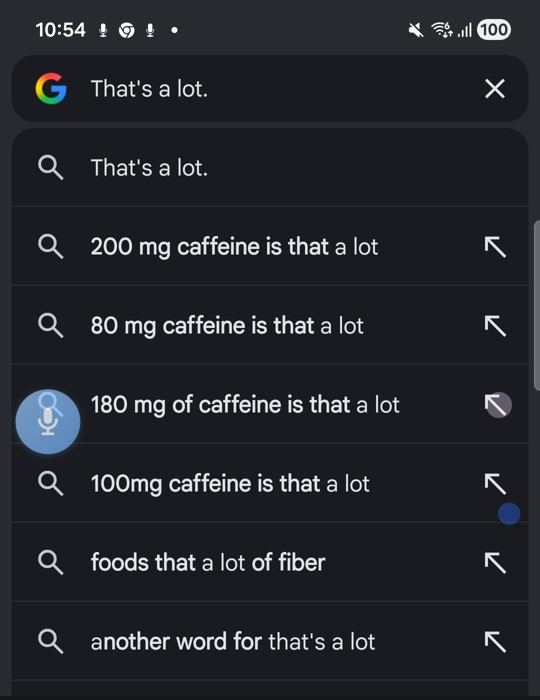 10:54
100
That's a lot.
That's a lot.
200 mg caffeine is that a lot
80 mg caffeine is that a lot
180 mg of caffeine is that a lot
100mg caffeine is that a lot
foods that a lot of fiber
another word for that's a lot